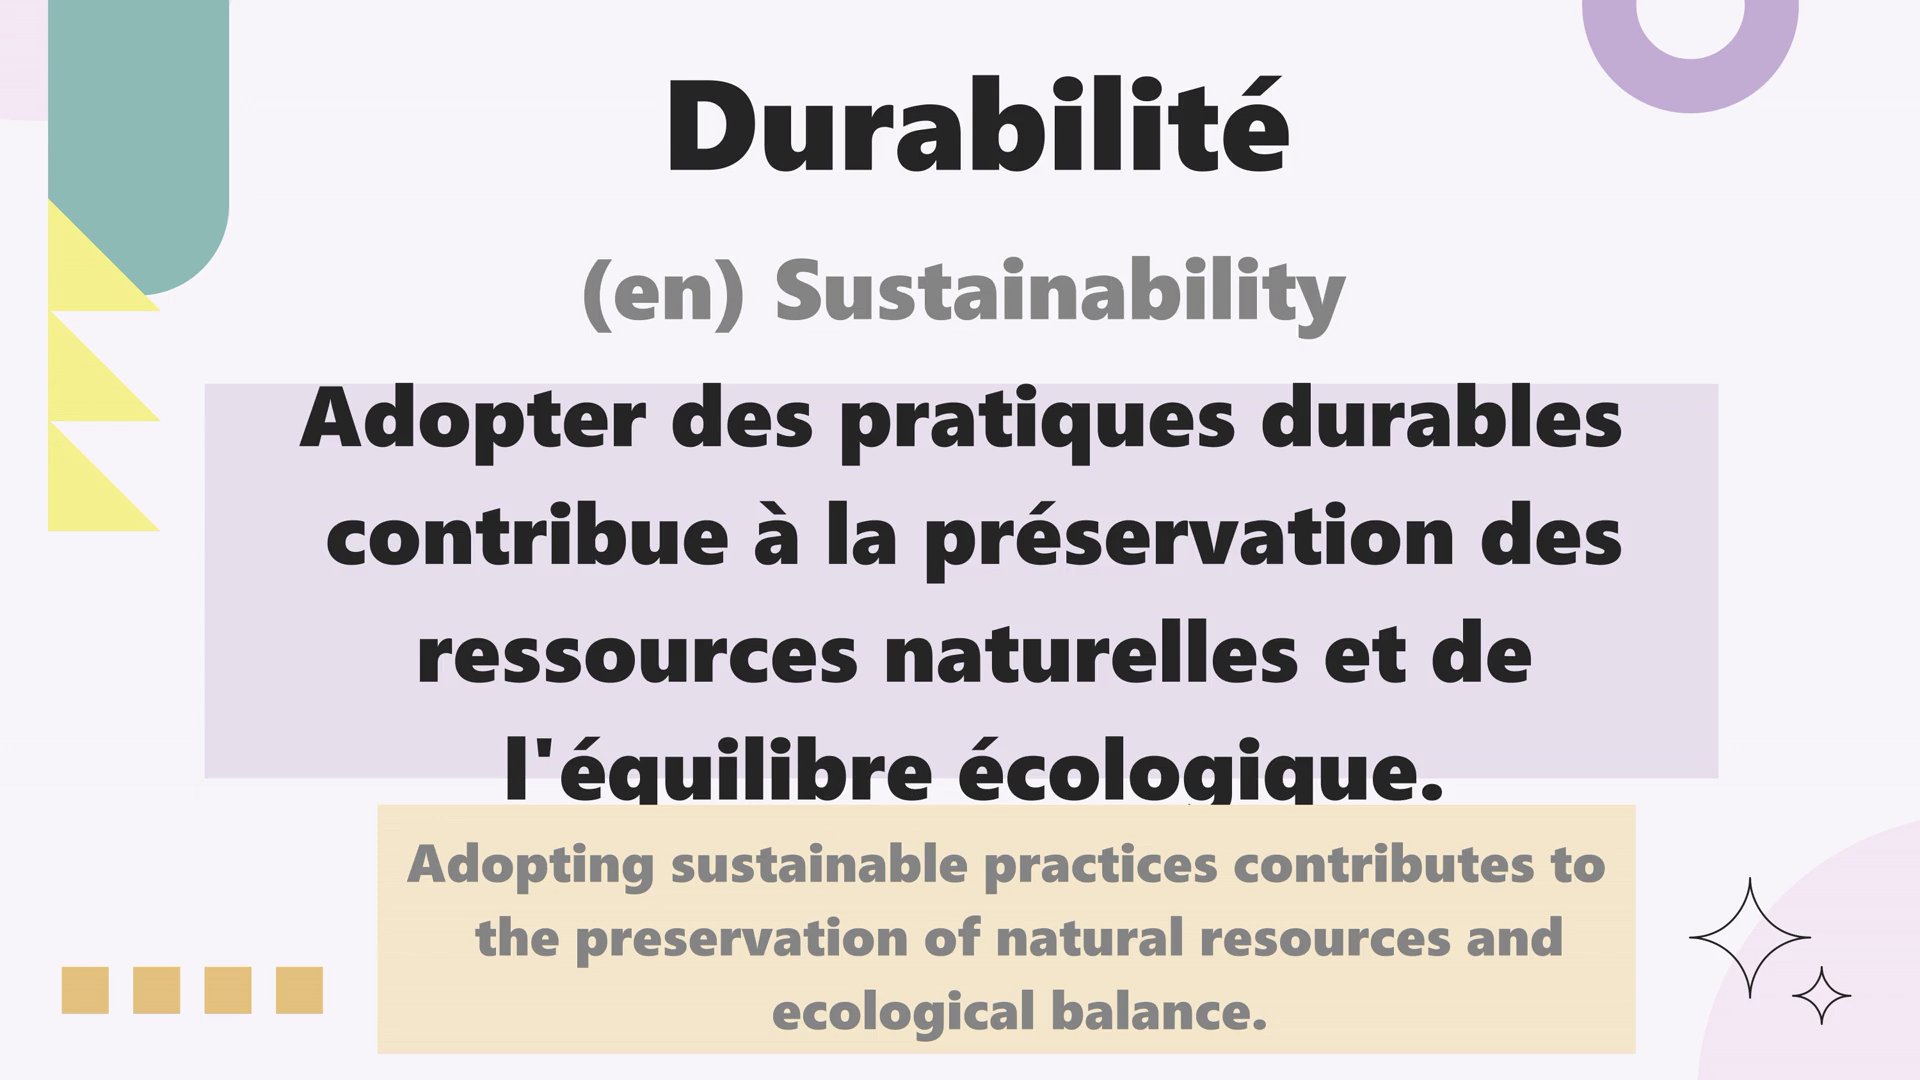 Durabilité
(en) Sustainability
Adopter des pratiques durables
contribue à la préservation des
ressources naturelles et de
l'équilibre écologique.
Adopting sustainable practices contributes to
the preservation of natural resources and
ecological balance.